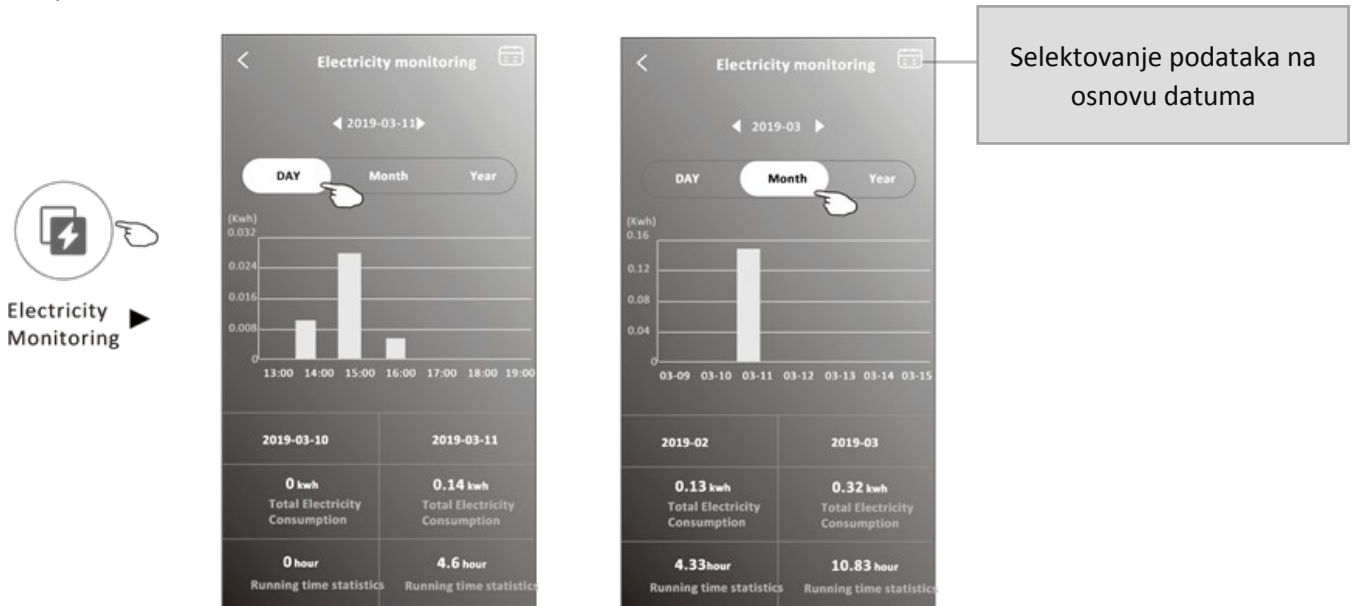 Electricity monitoring
2019-03-11
DAY Month Year
(Kwh)
0.032
0.024
0.016
0.008
0
13:00 14:00 15:00 16:00 17:00 18:00 19:00
2019-03-10 2019-03-11
0 kwh 0.14 kwh
Total Electricity Total Electricity
Consumption Consumption
0 hour 4.6 hour
Running time statistics Running time statistics
Electricity
Monitoring
Electricity monitoring
2019-03
DAY Month Year
(Kwh)
0.16
0.12
0.08
0.04
0
03-09 03-10 03-11 03-12 03-13 03-14 03-15
2019-02 2019-03
0.13 kwh 0.32 kwh
Total Electricity Total Electricity
Consumption Consumption
4.33hour 10.83 hour
Running time statistics Running time statistics
Selektovanje podataka na
osnovu datuma